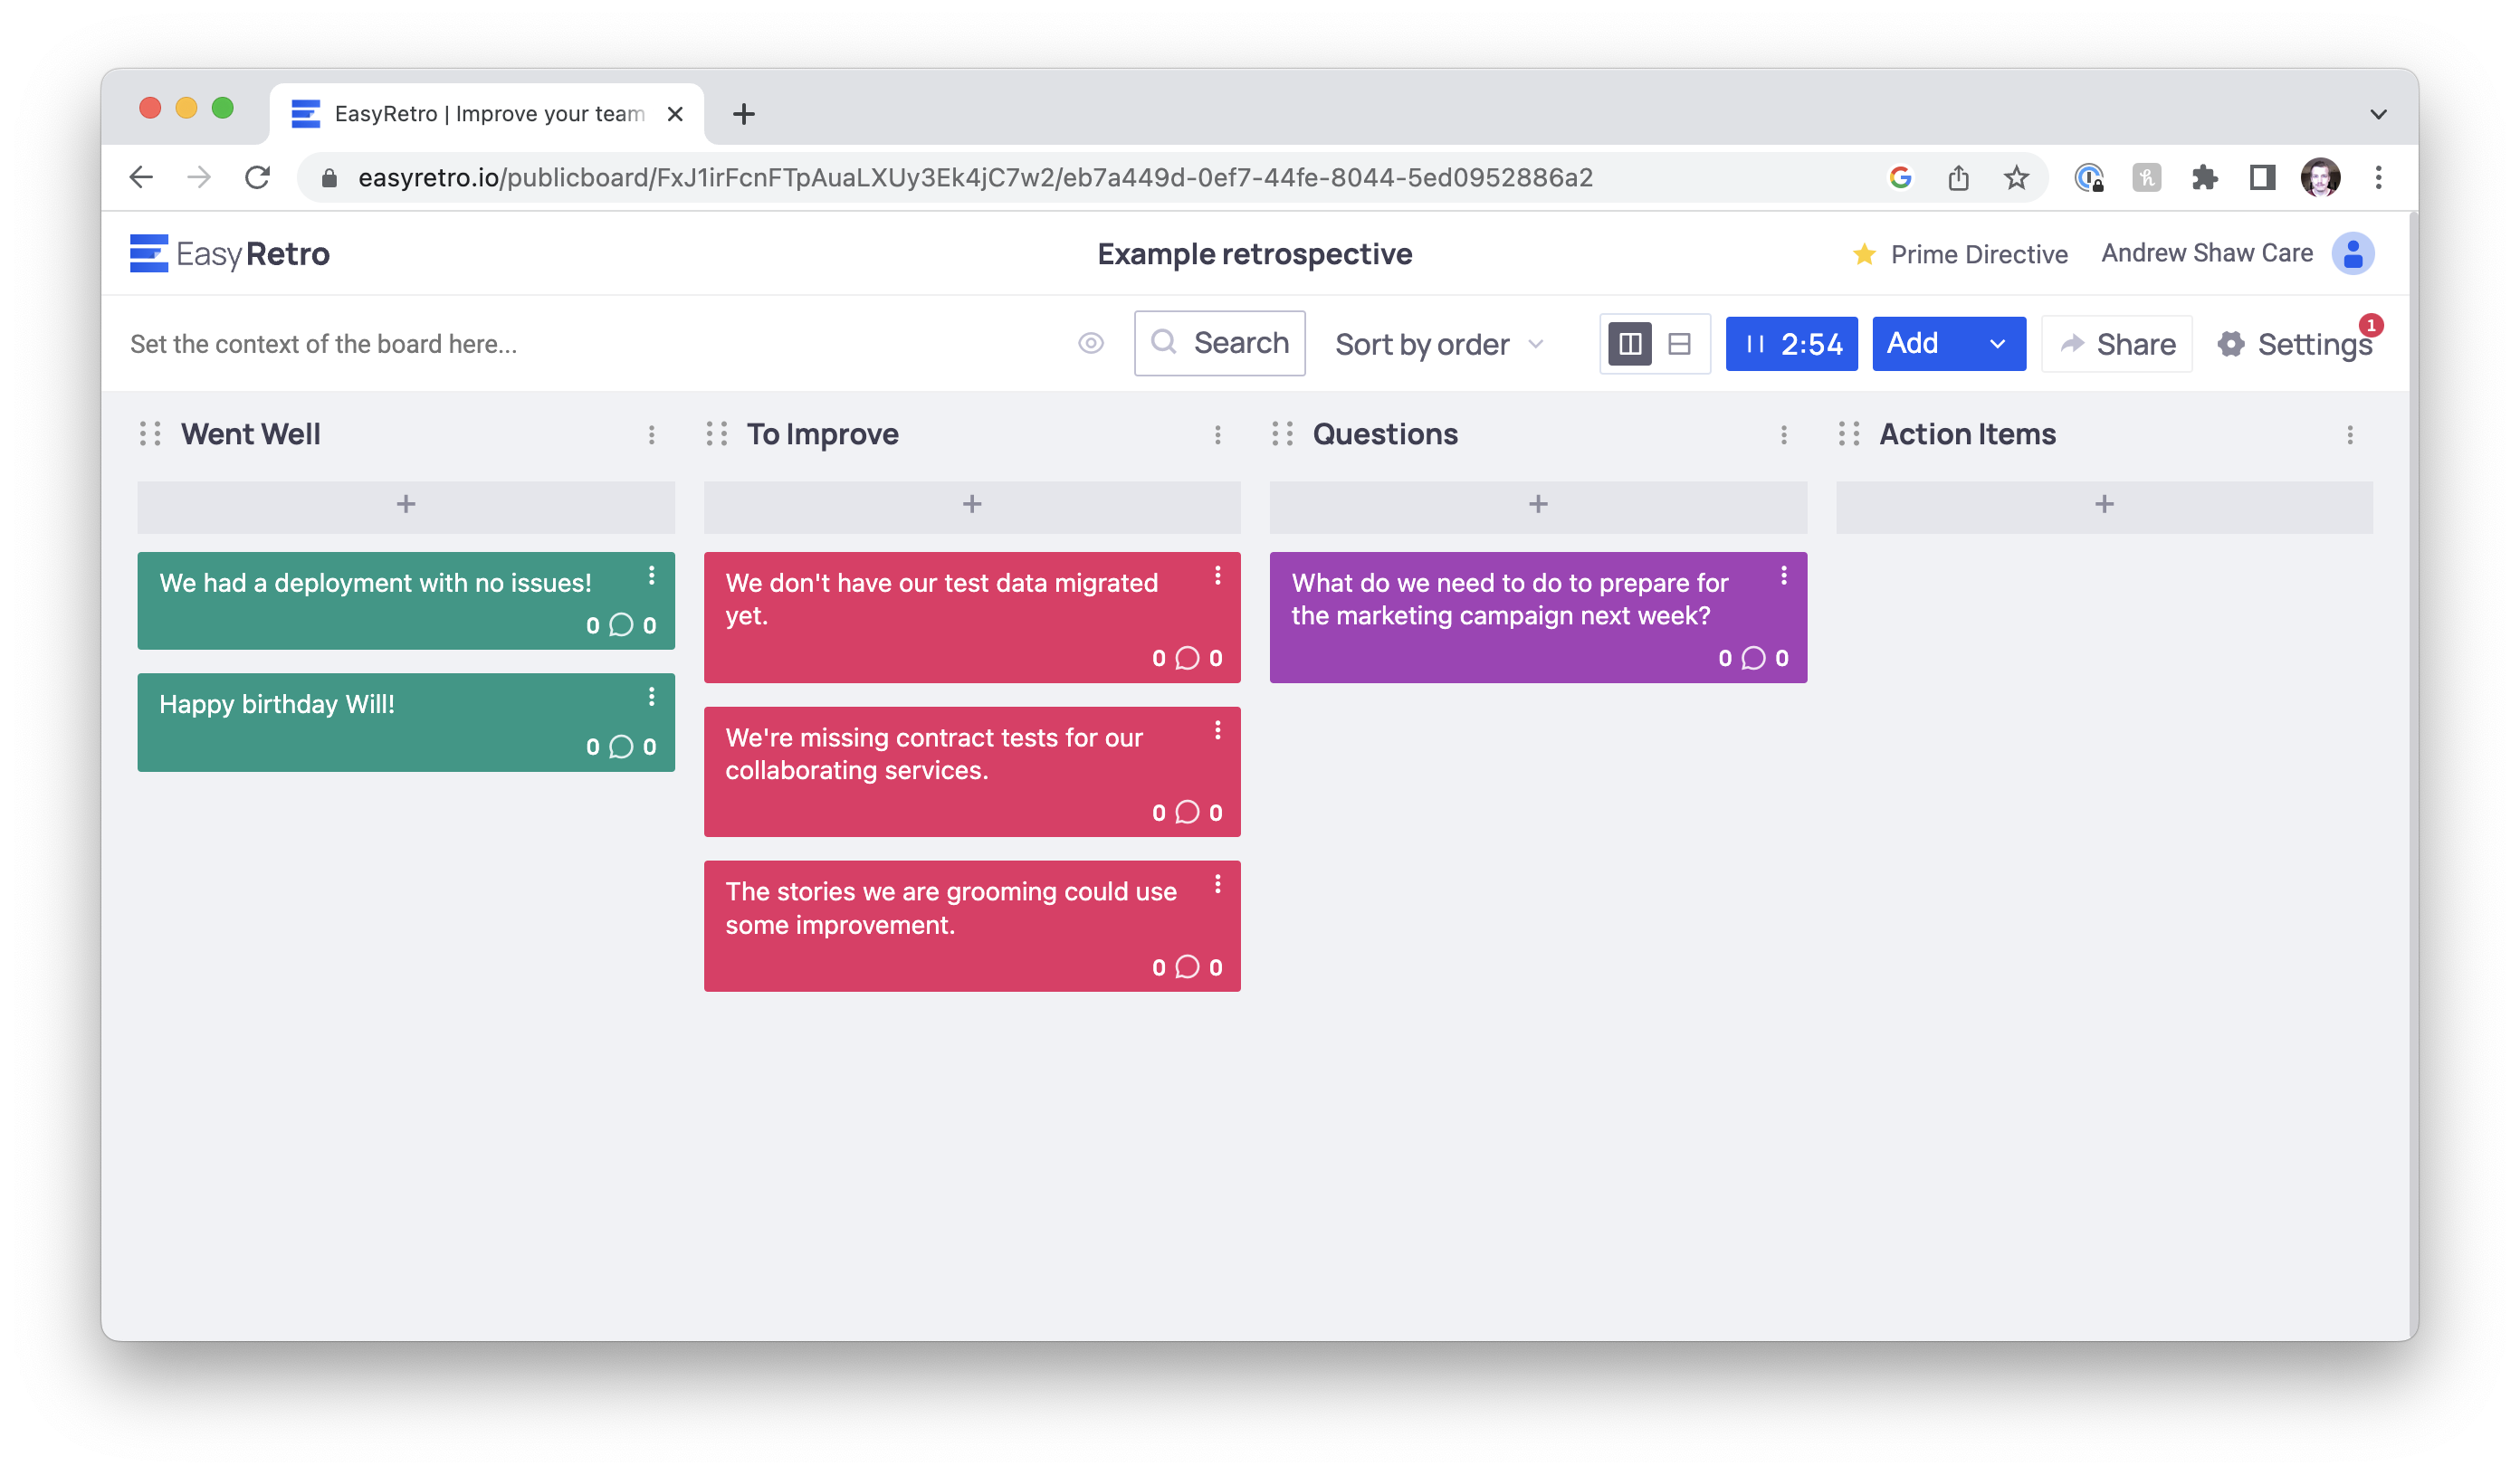 EasyRetro | Improve your team
easyretro.io/publicboard/FxJ1irFcnFTpAuaLXUy3Ek4jC7w2/eb7a449d-0ef7-44fe-8044-5ed0952886a2
EasyRetro
Example retrospective
Prime Directive
Andrew Shaw Care
Set the context of the board here...
Search
Sort by order
2:54
Add
Share
Settings
1
Went Well
We had a deployment with no issues!
0 0
Happy birthday Will!
0 0
To Improve
We don't have our test data migrated
yet.
0 0
We're missing contract tests for our
collaborating services.
0 0
The stories we are grooming could use
some improvement.
0 0
Questions
What do we need to do to prepare for
the marketing campaign next week?
0 0
Action Items